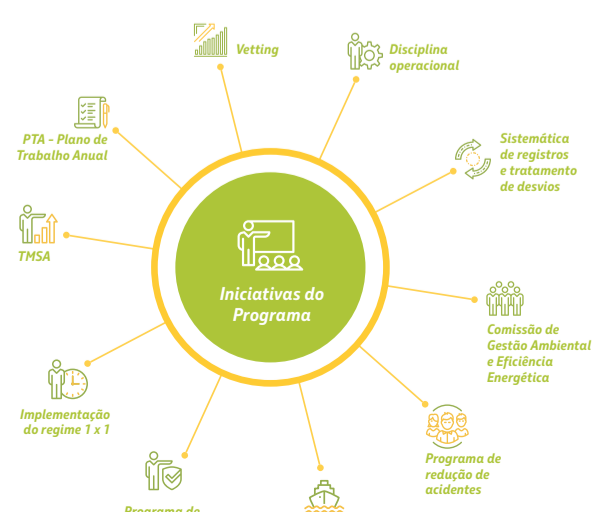 Vetting
Disciplina
operacional
PTA – Plano de
Trabalho Anual
Sistemática
de registros
e tratamento
de desvios
TMSA
Iniciativas do
Programa
Comissão de
Gestão Ambiental
e Eficiência
Energética
Implementação
do regime 1 x 1
Programa de
redução de
acidentes
Programa de